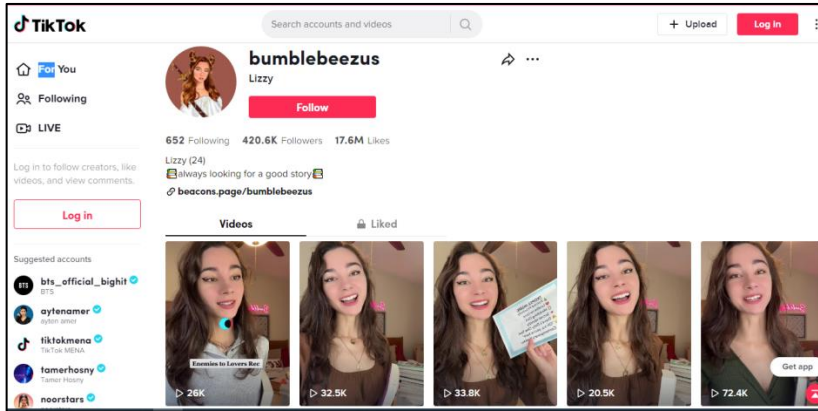 TikTok
Search accounts and videos
+ Upload
Log In
For You
Following
LIVE
Log in to follow creators, like
videos, and view comments.
Log in
Suggested accounts
BTS
bts_official_bighit
BTS
aytenamer
ayten amer
tiktokmena
TikTok MENA
tamerhosny
Tamer Hosny
noorstars
bumblebeezus
Lizzy
Follow
652 Following 420.6K Followers 17.6M Likes
Lizzy (24)
always looking for a good story
beacons.page/bumblebeezus
Videos
Liked
Enemies to Lovers Rec
26K
32.5K
33.8K
20.5K
72.4K
Get app